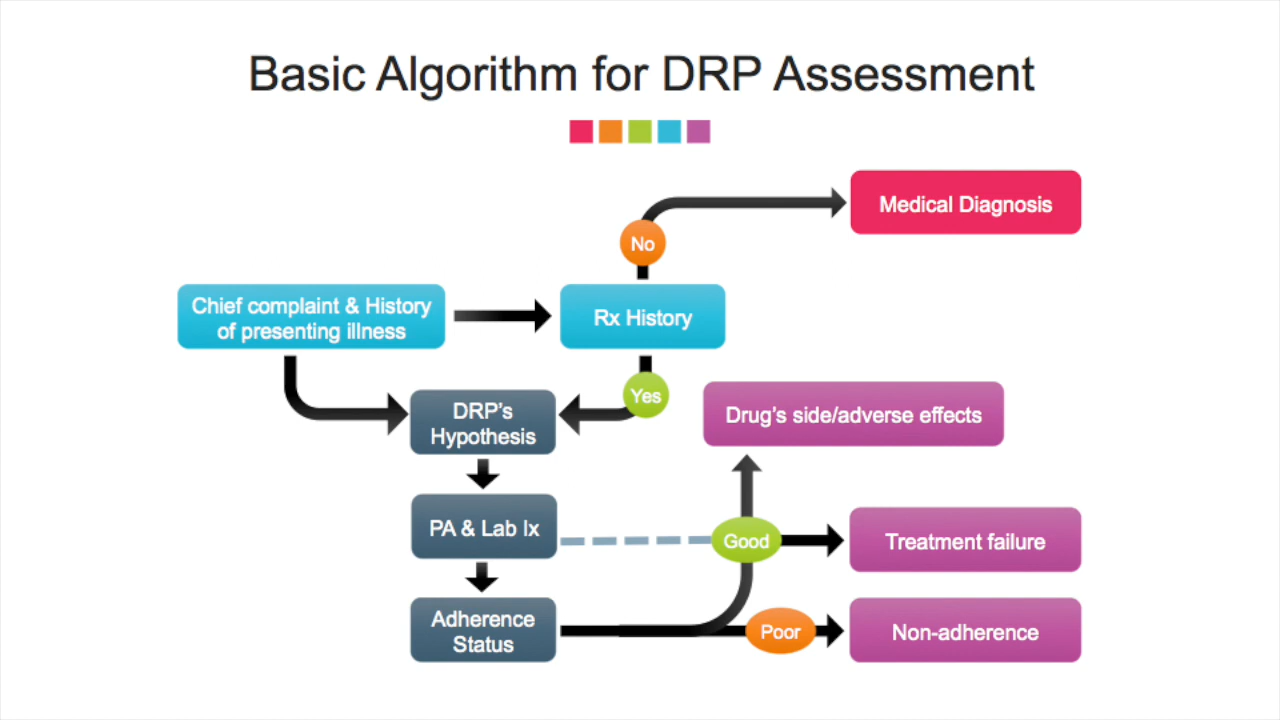 Basic Algorithm for DRP Assessment
Medical Diagnosis
No
Chief complaint & History
of presenting illness
Rx History
Yes
DRP's
Hypothesis
Drug's side/adverse effects
PA & Lab Ix
Good
Treatment failure
Adherence
Status
Poor
Non-adherence